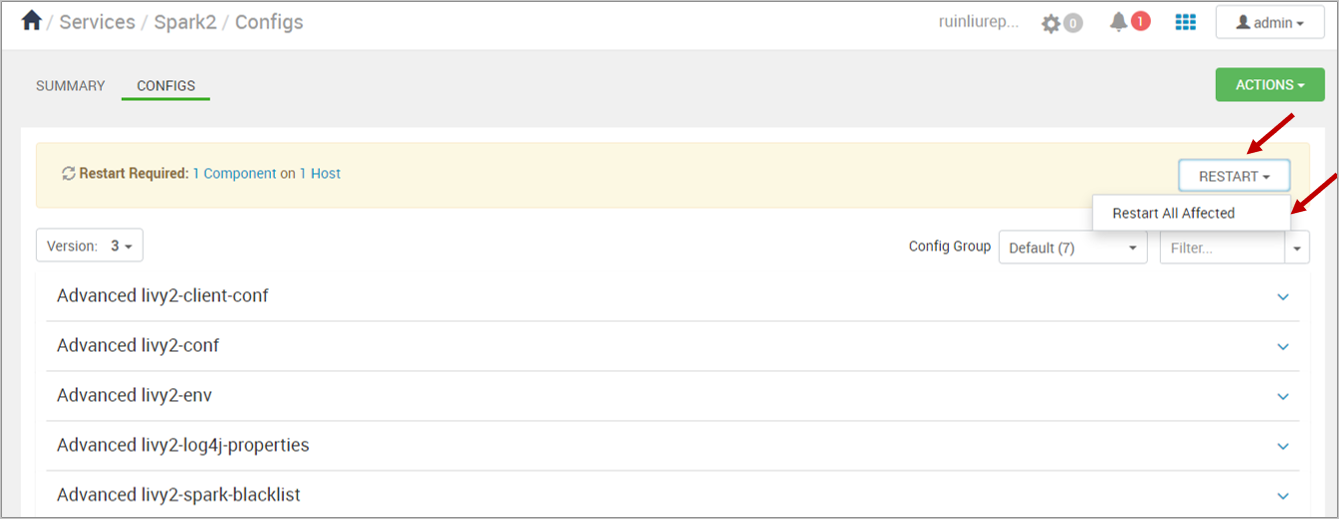 / Services / Spark2 / Configs
ruinliurep...
0
1
admin
SUMMARY
CONFIGS
ACTIONS
Restart Required: 1 Component on 1 Host
RESTART
Restart All Affected
Version: 3
Config Group
Default (7)
Filter...
Advanced livy2-client-conf
Advanced livy2-conf
Advanced livy2-env
Advanced livy2-log4j-properties
Advanced livy2-spark-blacklist